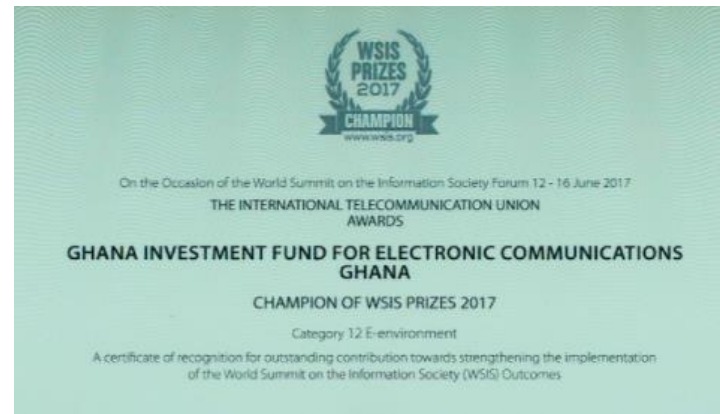 WSIS
PRIZES
2017
CHAMPION
www.wsis.org
On the Occasion of the World Summit on the Information Society Forum 12 - 16 June 2017
THE INTERNATIONAL TELECOMMUNICATION UNION
AWARDS
GHANA INVESTMENT FUND FOR ELECTRONIC COMMUNICATIONS
GHANA
CHAMPION OF WSIS PRIZES 2017
Category 12 E-environment
A certificate of recognition for outstanding contribution towards strengthening the implementation
of the World Summit on the Information Society (WSIS) Outcomes